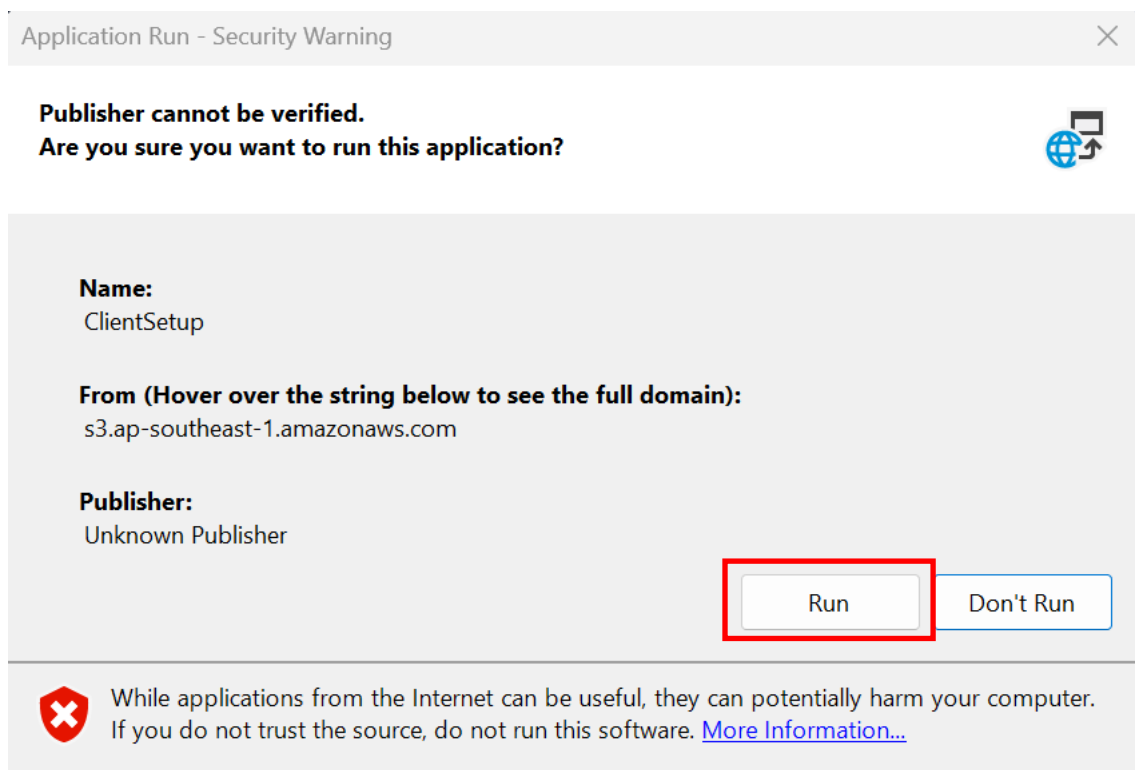 Application Run - Security Warning
Publisher cannot be verified.
Are you sure you want to run this application?
Name:
ClientSetup
From (Hover over the string below to see the full domain):
s3.ap-southeast-1.amazonaws.com
Publisher:
Unknown Publisher
Run
Don't Run
While applications from the Internet can be useful, they can potentially harm your computer.
If you do not trust the source, do not run this software. More Information...